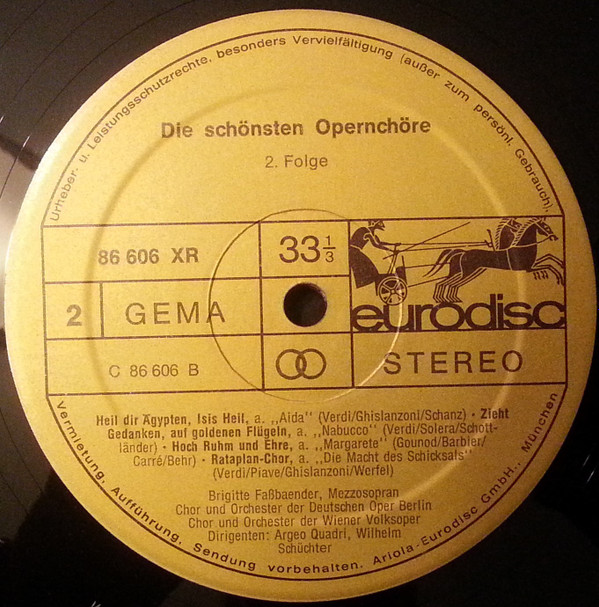 Urheber- u. Leistungsschutzrechte, besonders Vervielfältigung (außer zum persönl. Gebrauch),
Die schönsten Opernchöre
2. Folge
86 606 XR
33 1/3
2
GEMA
eurodisc
C 86 606 B
STEREO
Heil dir Ägypten, Isis Heil, a. „Aida" (Verdi/Ghislanzoni/Schanz) · Zieht
Gedanken, auf goldenen Flügeln, a. „Nabucco" (Verdi/Solera/Schott-
länder) · Hoch Ruhm und Ehre, a. „Margarete" (Gounod/Barbier/
Carré/Behr) · Rataplan-Chor, a. „Die Macht des Schicksals"
(Verdi/Piave/Ghislanzoni/Werfel)
Brigitte Faßbaender, Mezzosopran
Chor und Orchester der Deutschen Oper Berlin
Chor und Orchester der Wiener Volksoper
Dirigenten: Argeo Quadri, Wilhelm
Schüchter
Vermietung, Aufführung, Sendung vorbehalten. Ariola-Eurodisc GmbH., München